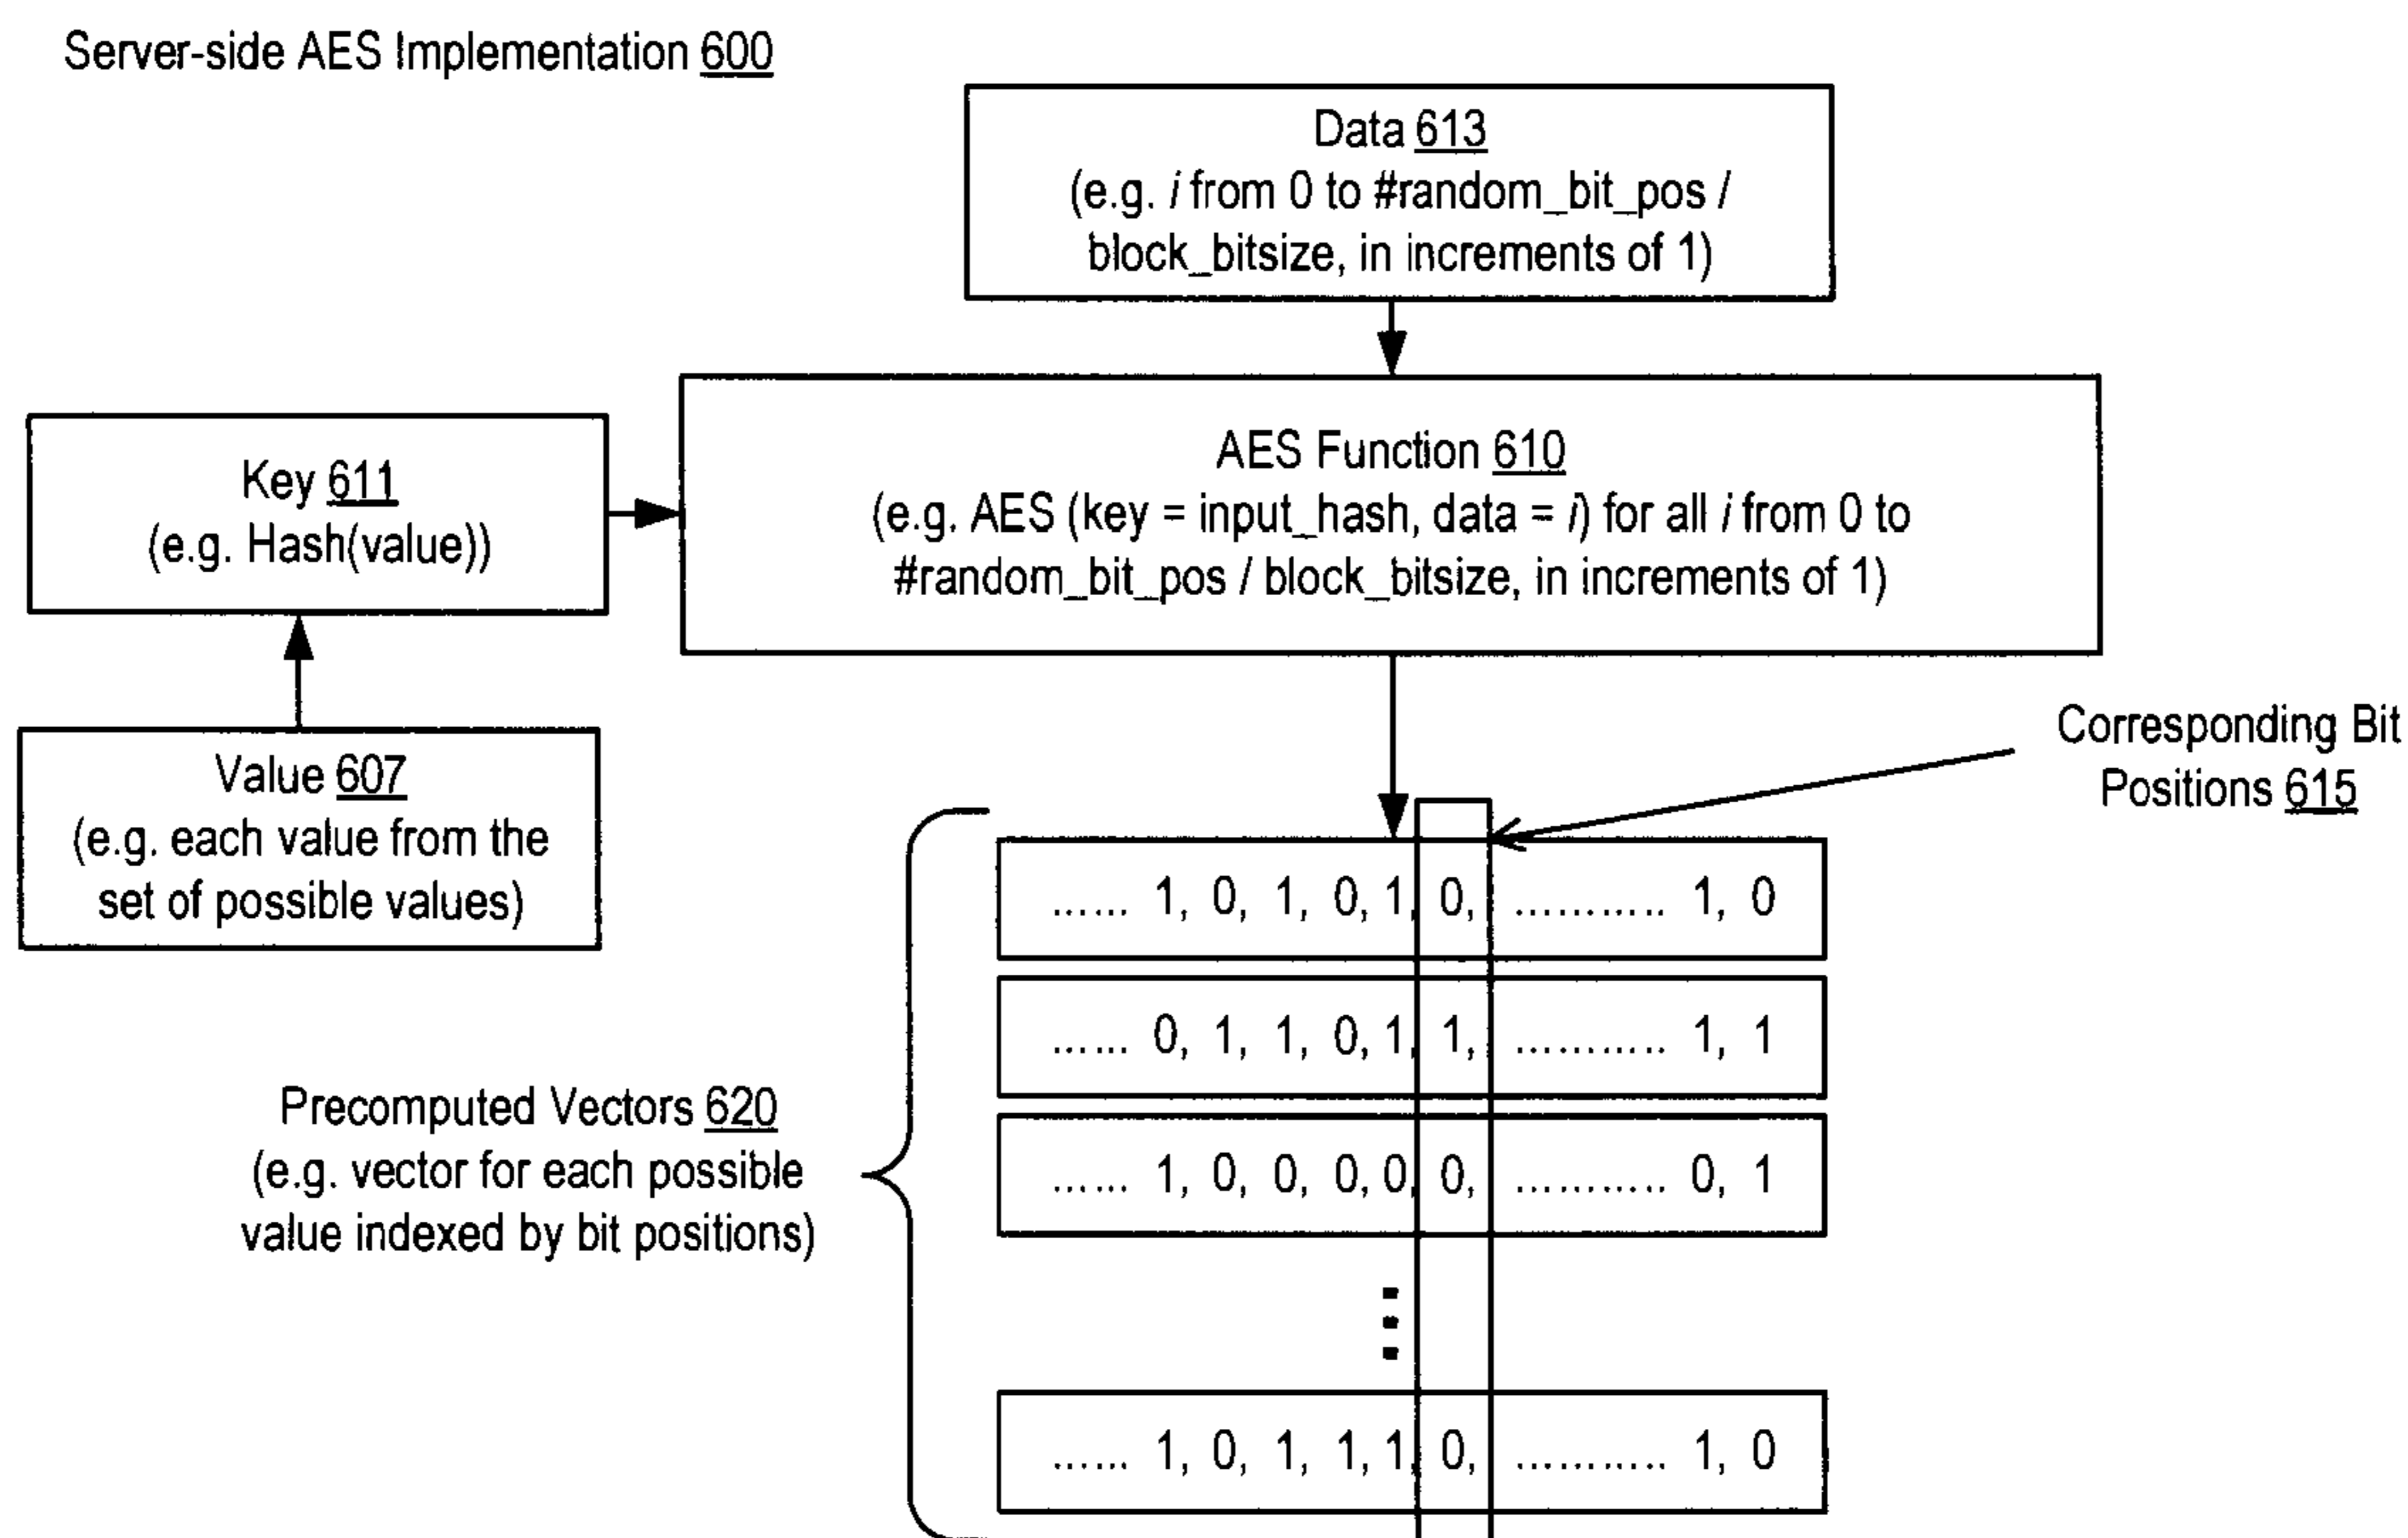 Server-side AES Implementation 600
Data 613
(e.g. i from 0 to #random_bit_pos /
block_bitsize, in increments of 1)
Key 611
(e.g. Hash(value))
AES Function 610
(e.g. AES (key = input_hash, data = i) for all i from 0 to
#random_bit_pos / block_bitsize, in increments of 1)
Value 607
(e.g. each value from the
set of possible values)
Corresponding Bit
Positions 615
Precomputed Vectors 620
(e.g. vector for each possible
value indexed by bit positions)
...... 1, 0, 1, 0, 1, 0, ........... 1, 0
...... 0, 1, 1, 0, 1, 1, ........... 1, 1
...... 1, 0, 0, 0, 0, 0, ........... 0, 1
...... 1, 0, 1, 1, 1, 0, ........... 1, 0